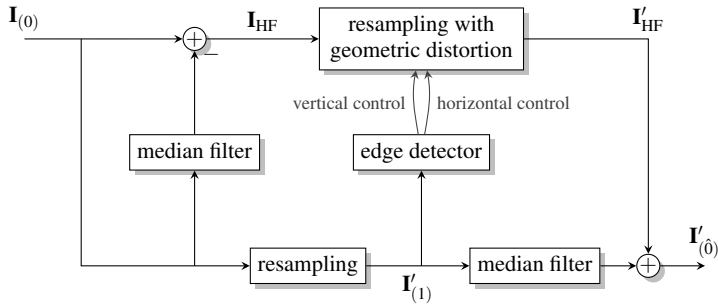 I(0)
I_HF
resampling with
geometric distortion
I′_HF
+
−
vertical control
horizontal control
median filter
edge detector
I′(0̂)
resampling
I′(1)
median filter
+